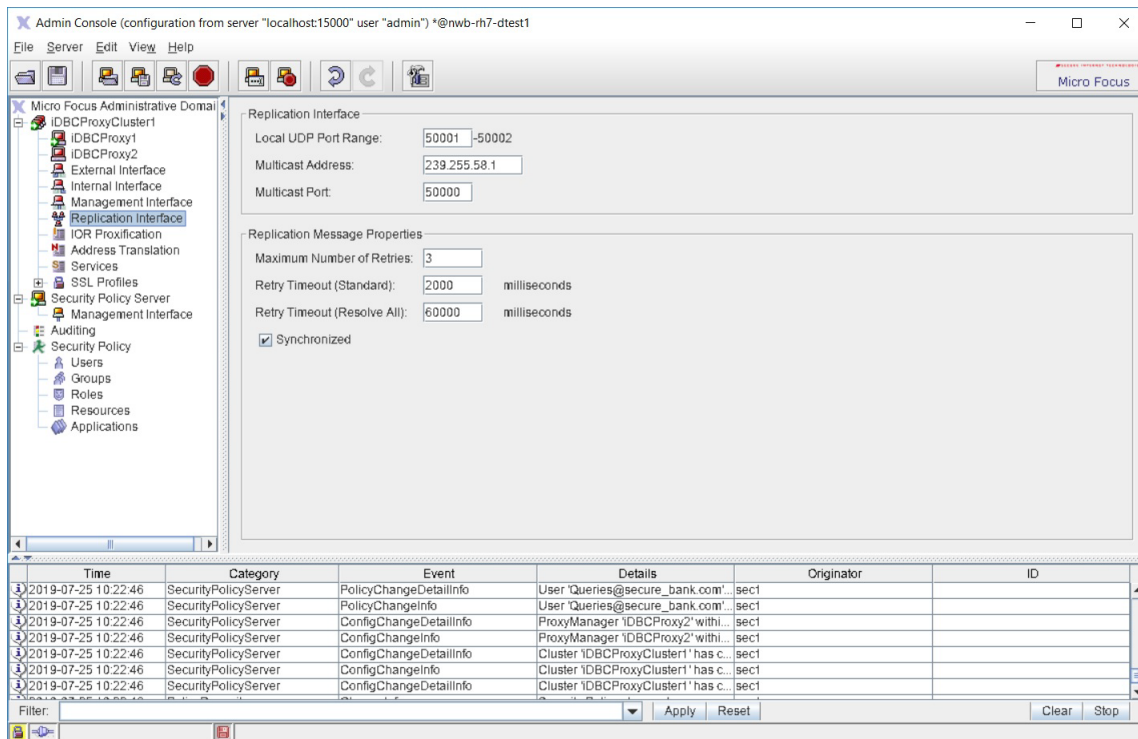 Admin Console (configuration from server "localhost:15000" user "admin") *@nwb-rh7-dtest1
File Server Edit View Help
Micro Focus
Micro Focus Administrative Domai
iDBCProxyCluster1
iDBCProxy1
iDBCProxy2
External Interface
Internal Interface
Management Interface
Replication Interface
IOR Proxification
Address Translation
Services
SSL Profiles
Security Policy Server
Management Interface
Auditing
Security Policy
Users
Groups
Roles
Resources
Applications
Replication Interface
Local UDP Port Range: 50001 -50002
Multicast Address: 239.255.58.1
Multicast Port: 50000
Replication Message Properties
Maximum Number of Retries: 3
Retry Timeout (Standard): 2000 milliseconds
Retry Timeout (Resolve All): 60000 milliseconds
Synchronized
Time Category Event Details Originator ID
2019-07-25 10:22:46 SecurityPolicyServer PolicyChangeDetailInfo User 'Queries@secure_bank.com'... sec1
2019-07-25 10:22:46 SecurityPolicyServer PolicyChangeInfo User 'Queries@secure_bank.com'... sec1
2019-07-25 10:22:46 SecurityPolicyServer ConfigChangeDetailInfo ProxyManager 'iDBCProxy2' withi... sec1
2019-07-25 10:22:46 SecurityPolicyServer ConfigChangeInfo ProxyManager 'iDBCProxy2' withi... sec1
2019-07-25 10:22:46 SecurityPolicyServer ConfigChangeDetailInfo Cluster 'iDBCProxyCluster1' has c... sec1
2019-07-25 10:22:46 SecurityPolicyServer ConfigChangeInfo Cluster 'iDBCProxyCluster1' has c... sec1
2019-07-25 10:22:46 SecurityPolicyServer ConfigChangeDetailInfo Cluster 'iDBCProxyCluster1' has c... sec1
Filter: Apply Reset Clear Stop